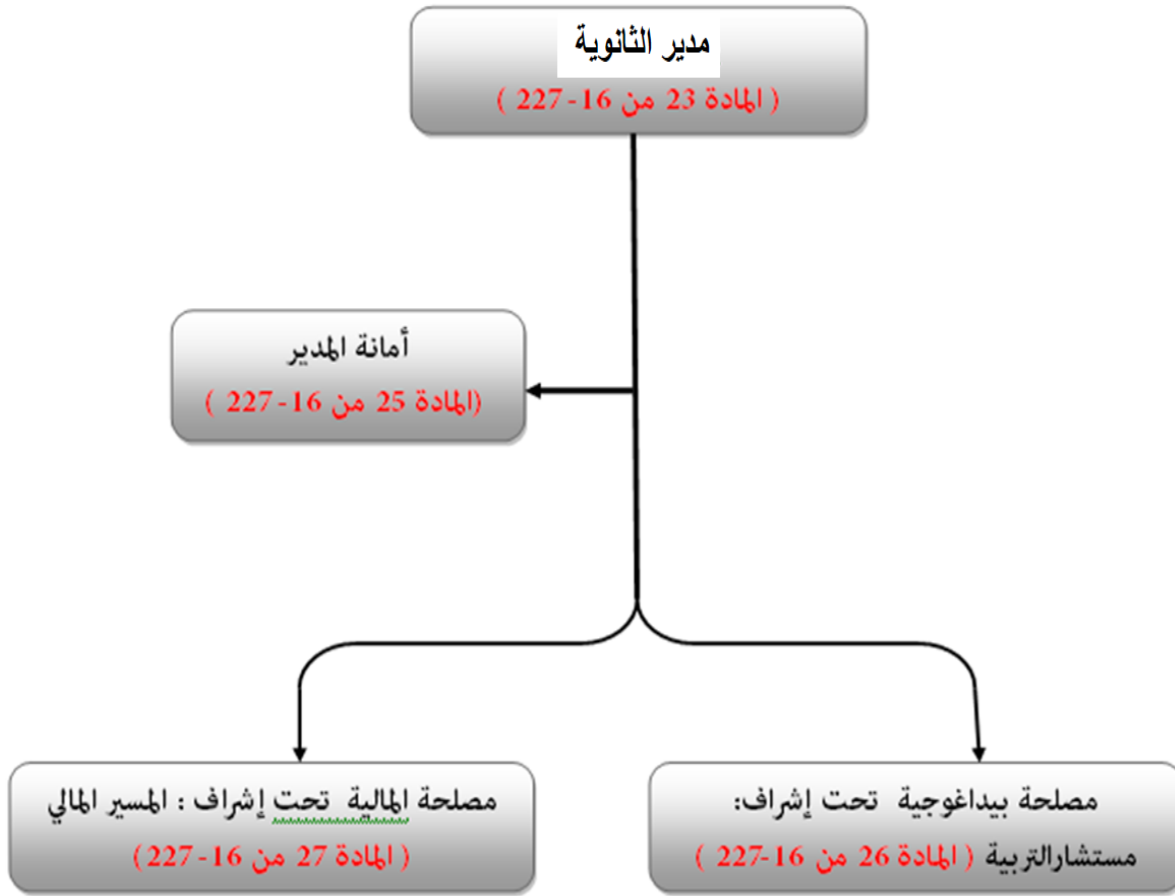 مدير الثانوية
( المادة 23 من 16-227 )
أمانة المدير
(المادة 25 من 16-227 )
مصلحة بيداغوجية تحت إشراف:
مستشارالتربية ( المادة 26 من 16-227 )
مصلحة المالية تحت إشراف : المسير المالي
( المادة 27 من 16-227)